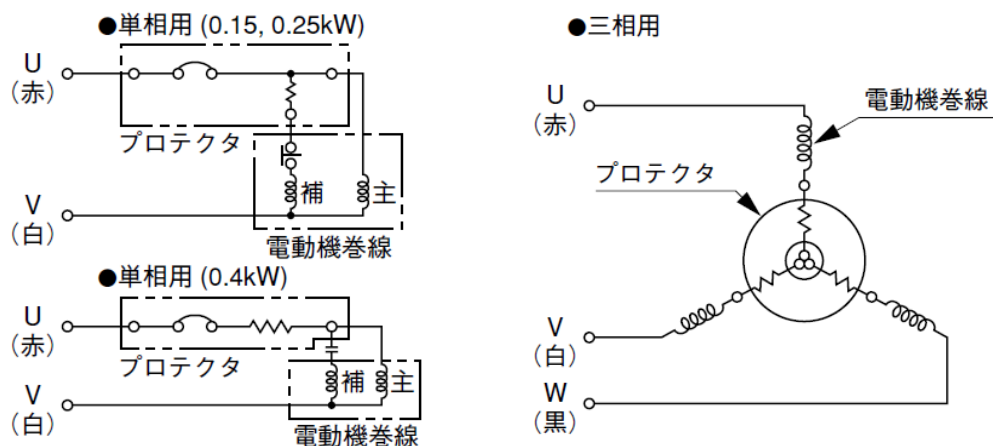 ●単相用 (0.15, 0.25kW)
U
(赤)
プロテクタ
補
主
V
(白)
電動機巻線
●単相用 (0.4kW)
U
(赤)
プロテクタ
補
主
V
(白)
電動機巻線
●三相用
U
(赤)
電動機巻線
プロテクタ
V
(白)
W
(黒)